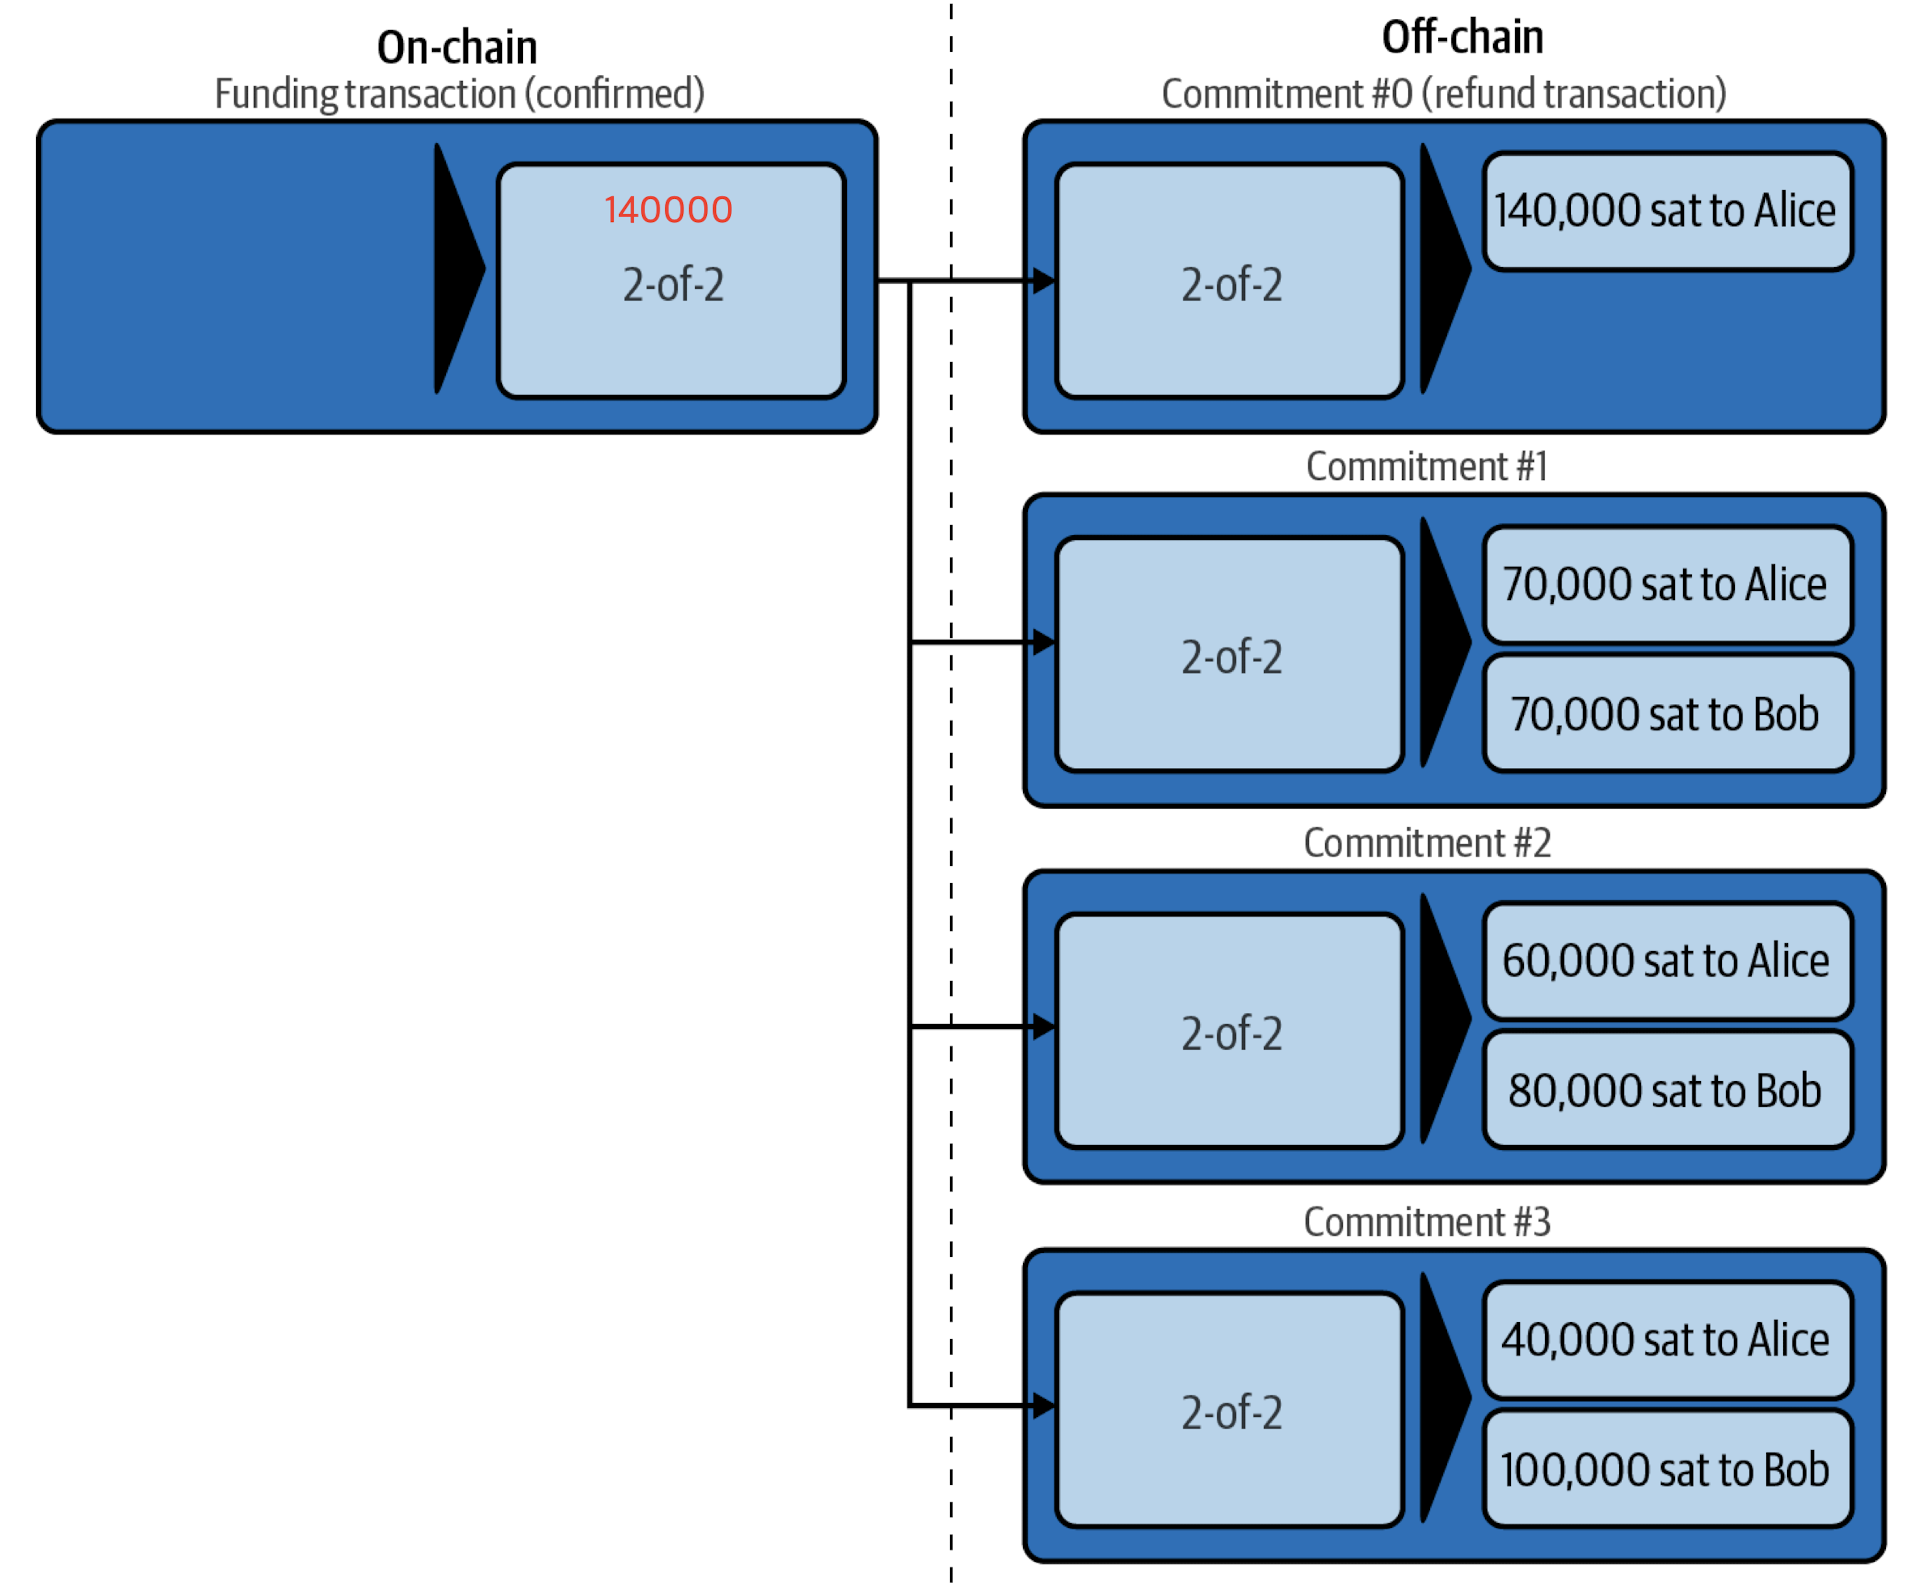 On-chain
Funding transaction (confirmed)
140000
2-of-2
Off-chain
Commitment #0 (refund transaction)
2-of-2
140,000 sat to Alice
Commitment #1
2-of-2
70,000 sat to Alice
70,000 sat to Bob
Commitment #2
2-of-2
60,000 sat to Alice
80,000 sat to Bob
Commitment #3
2-of-2
40,000 sat to Alice
100,000 sat to Bob